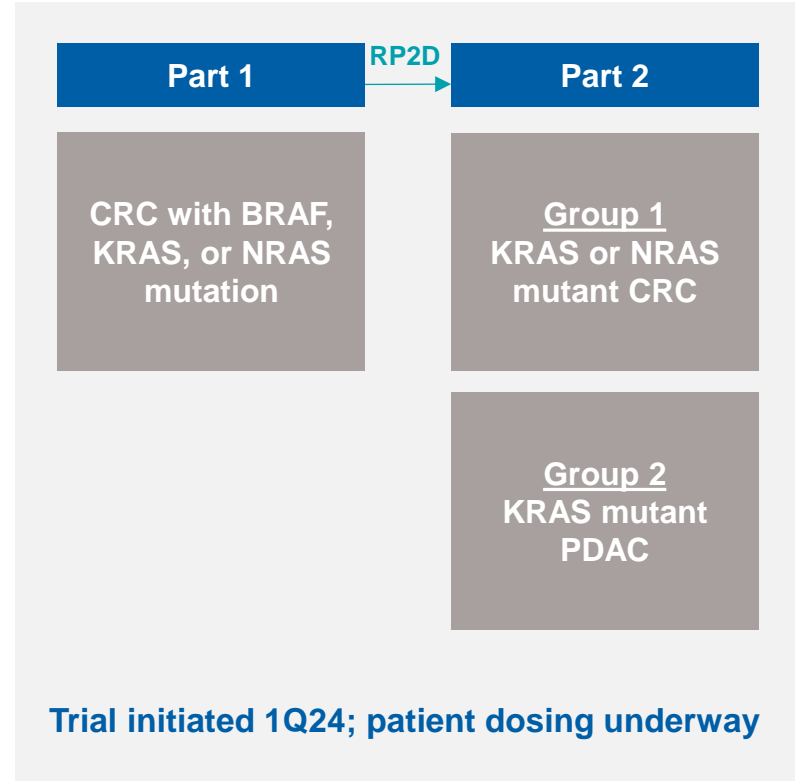 Part 1
RP2D
Part 2
CRC with BRAF,
KRAS, or NRAS
mutation
Group 1
KRAS or NRAS
mutant CRC
Group 2
KRAS mutant
PDAC
Trial initiated 1Q24; patient dosing underway